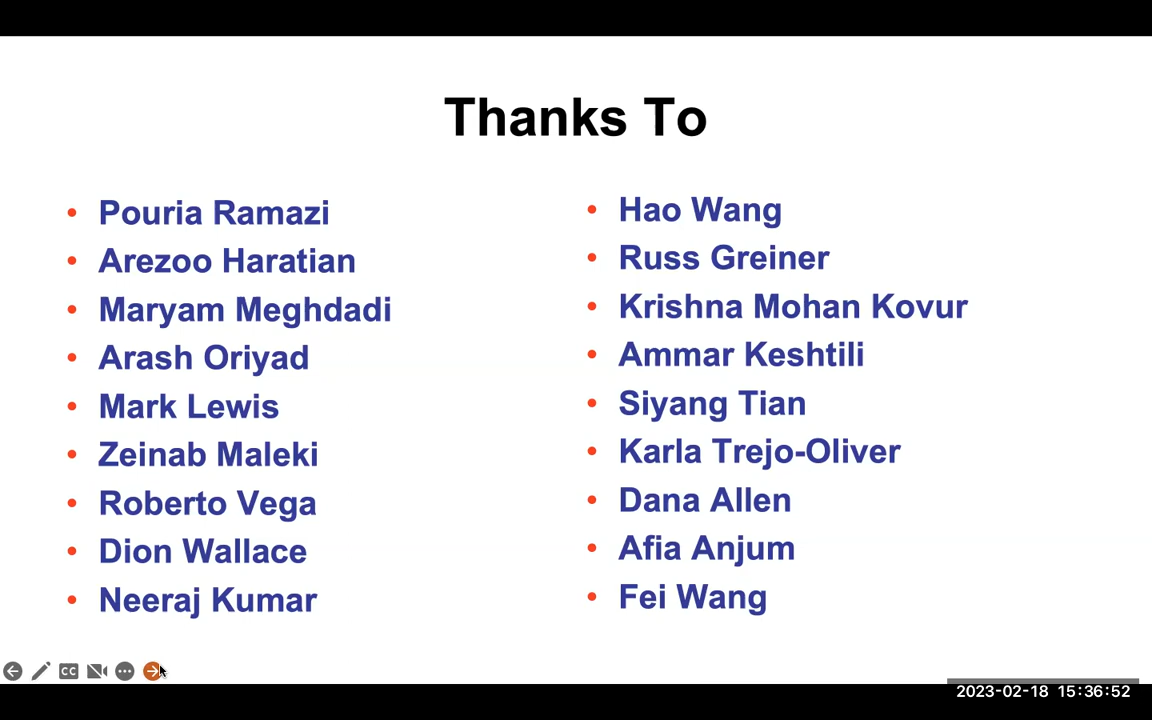 Thanks To
• Pouria Ramazi
• Arezoo Haratian
• Maryam Meghdadi
• Arash Oriyad
• Mark Lewis
• Zeinab Maleki
• Roberto Vega
• Dion Wallace
• Neeraj Kumar
• Hao Wang
• Russ Greiner
• Krishna Mohan Kovur
• Ammar Keshtili
• Siyang Tian
• Karla Trejo-Oliver
• Dana Allen
• Afia Anjum
• Fei Wang
CC
2023-02-18 15:36:52